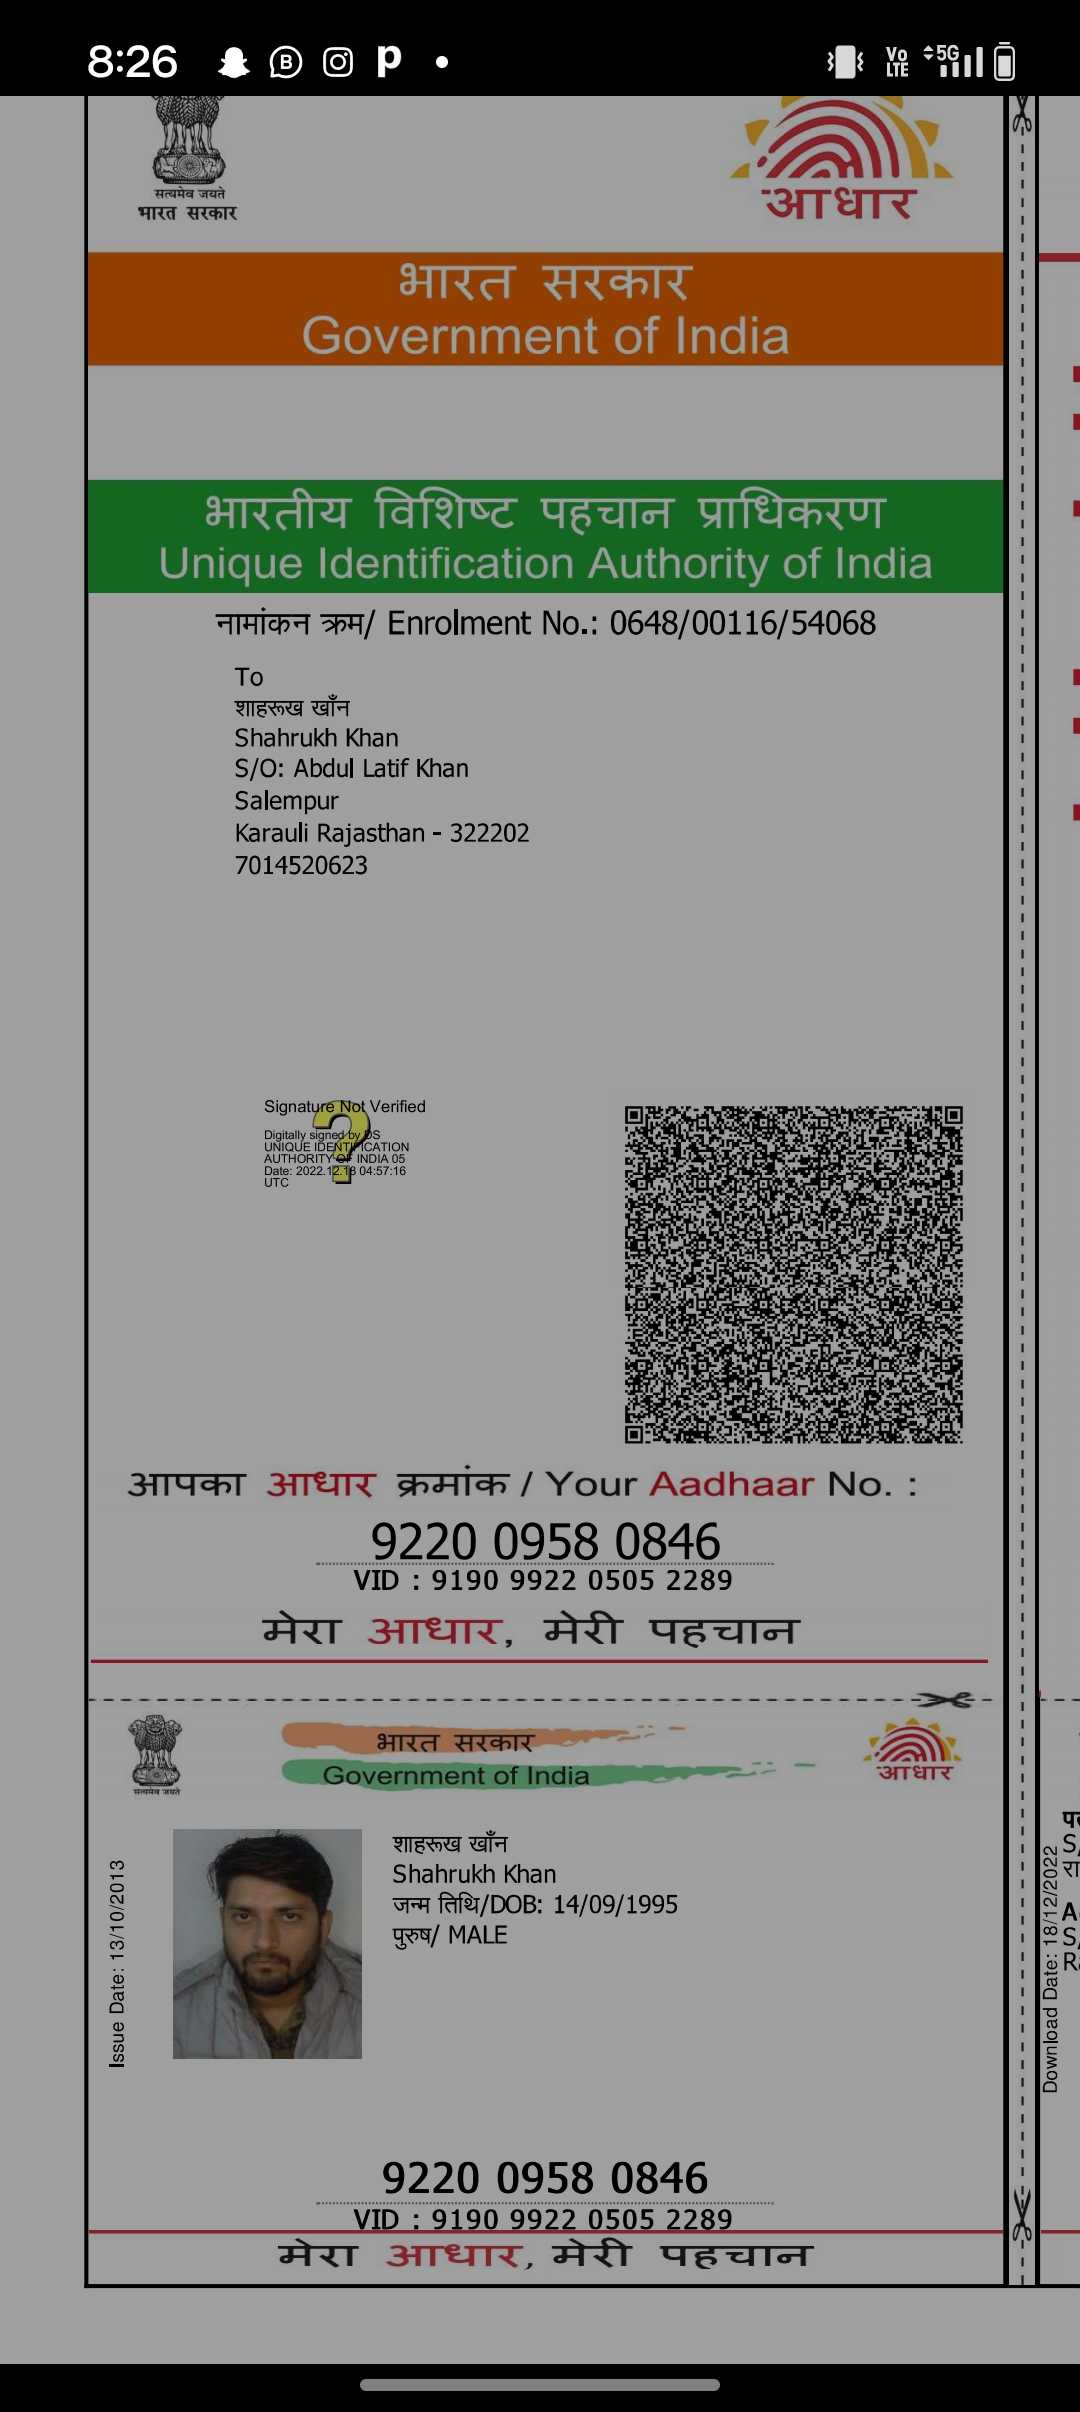 8:26
Vo LTE 5G
सत्यमेव जयते
भारत सरकार
आधार
भारत सरकार
Government of India
भारतीय विशिष्ट पहचान प्राधिकरण
Unique Identification Authority of India
नामांकन क्रम/ Enrolment No.: 0648/00116/54068
To
शाहरूख खाँन
Shahrukh Khan
S/O: Abdul Latif Khan
Salempur
Karauli Rajasthan - 322202
7014520623
Signature Not Verified
Digitally signed by DS
UNIQUE IDENTIFICATION
AUTHORITY OF INDIA 05
Date: 2022.12.18 04:57:16
UTC
आपका आधार क्रमांक / Your Aadhaar No. :
9220 0958 0846
VID : 9190 9922 0505 2289
मेरा आधार, मेरी पहचान
सत्यमेव जयते
भारत सरकार
Government of India
आधार
Issue Date: 13/10/2013
शाहरूख खाँन
Shahrukh Khan
जन्म तिथि/DOB: 14/09/1995
पुरुष/ MALE
Download Date: 18/12/2022
9220 0958 0846
VID : 9190 9922 0505 2289
मेरा आधार, मेरी पहचान